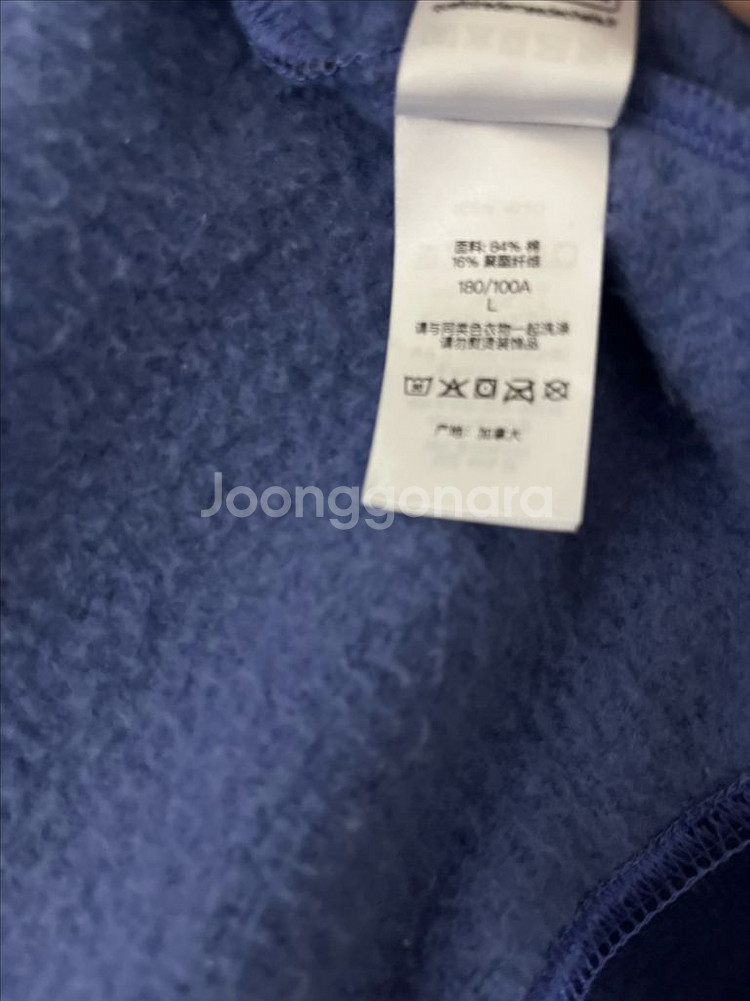 面料: 84% 棉
16% 聚酯纤维
180/100A
L
请与同类色衣物一起洗涤
请勿熨烫装饰品
产地: 加拿大
Joonggonara